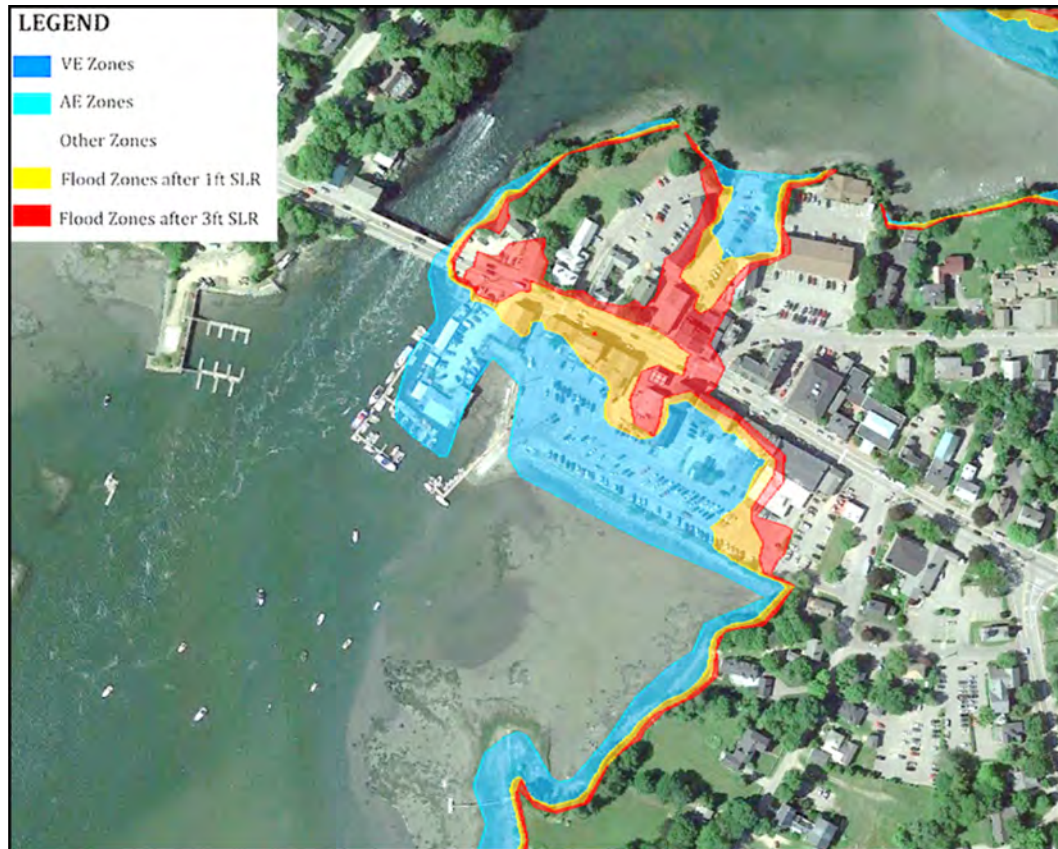 LEGEND
VE Zones
AE Zones
Other Zones
Flood Zones after 1ft SLR
Flood Zones after 3ft SLR